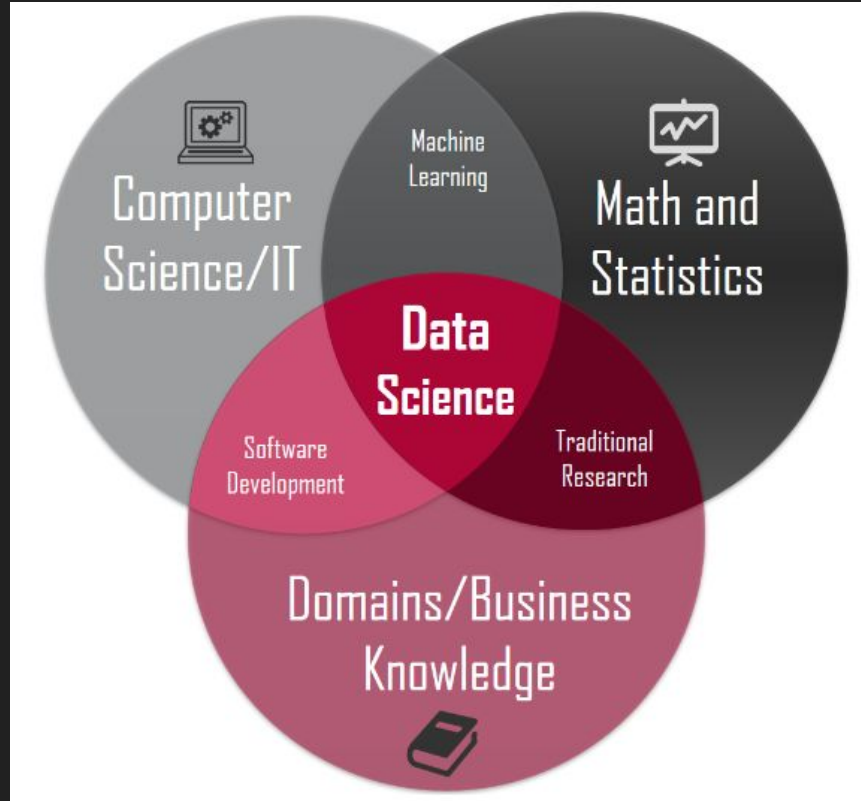 Machine
Learning
Computer
Science/IT
Math and
Statistics
Data
Science
Software
Development
Traditional
Research
Domains/Business
Knowledge